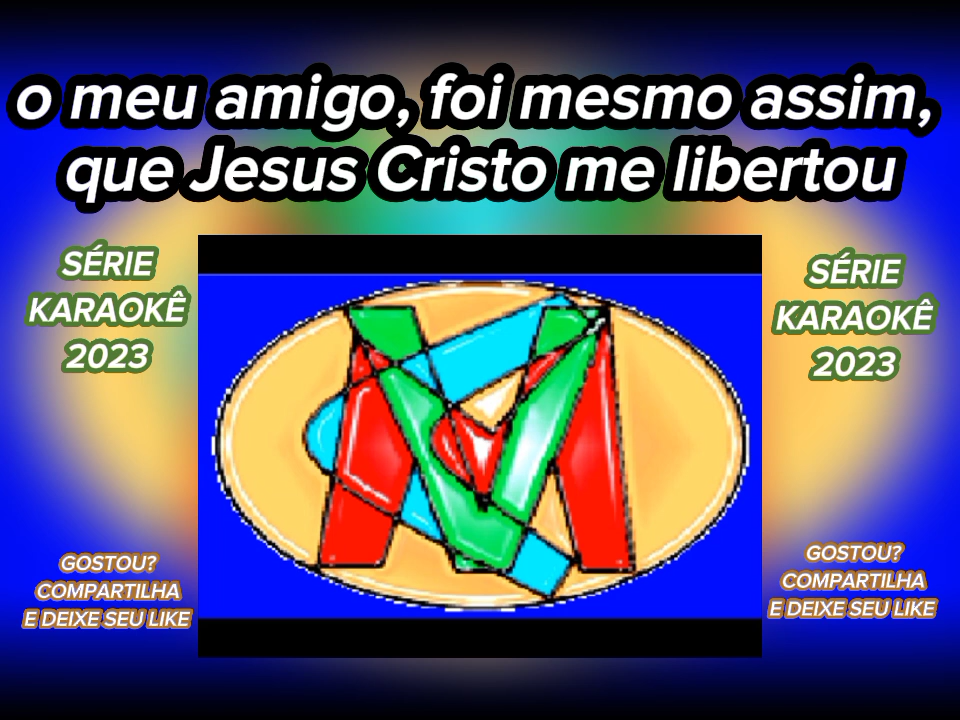 o meu amigo, foi mesmo assim,
que Jesus Cristo me libertou
SÉRIE
KARAOKÊ
2023
SÉRIE
KARAOKÊ
2023
GOSTOU?
COMPARTILHA
E DEIXE SEU LIKE
GOSTOU?
COMPARTILHA
E DEIXE SEU LIKE